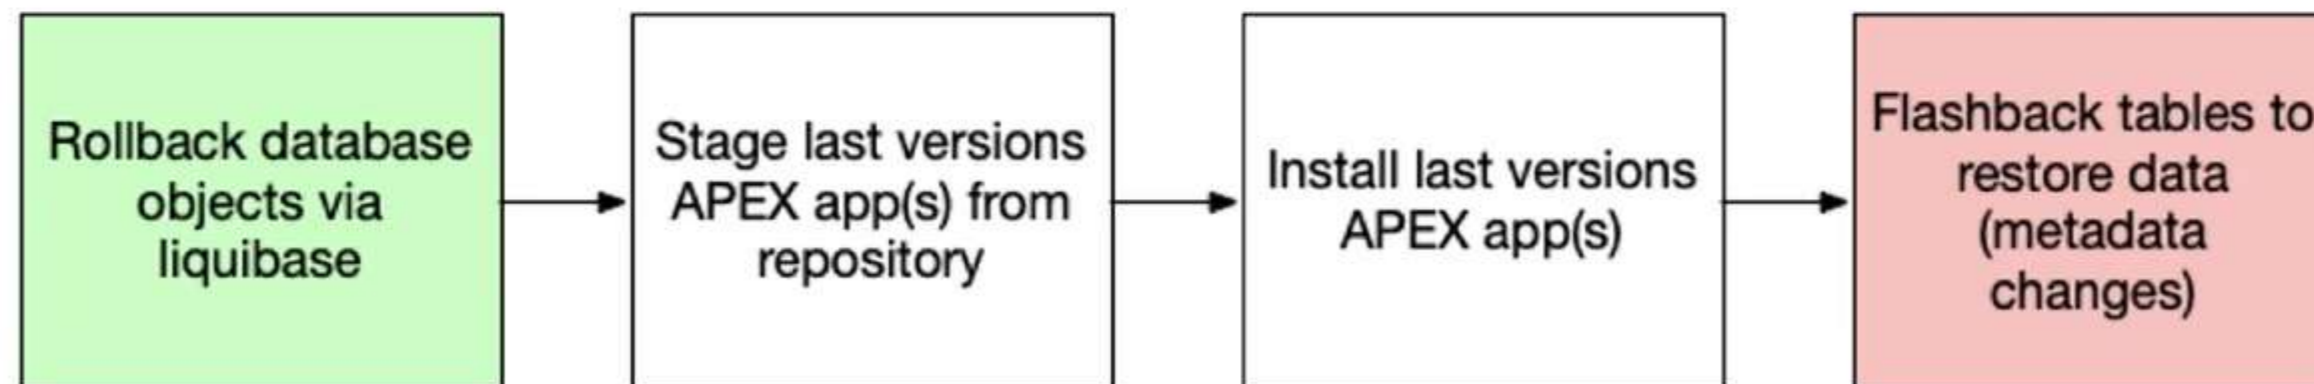 Rollback database
objects via
liquibase
Stage last versions
APEX app(s) from
repository
Install last versions
APEX app(s)
Flashback tables to
restore data
(metadata
changes)